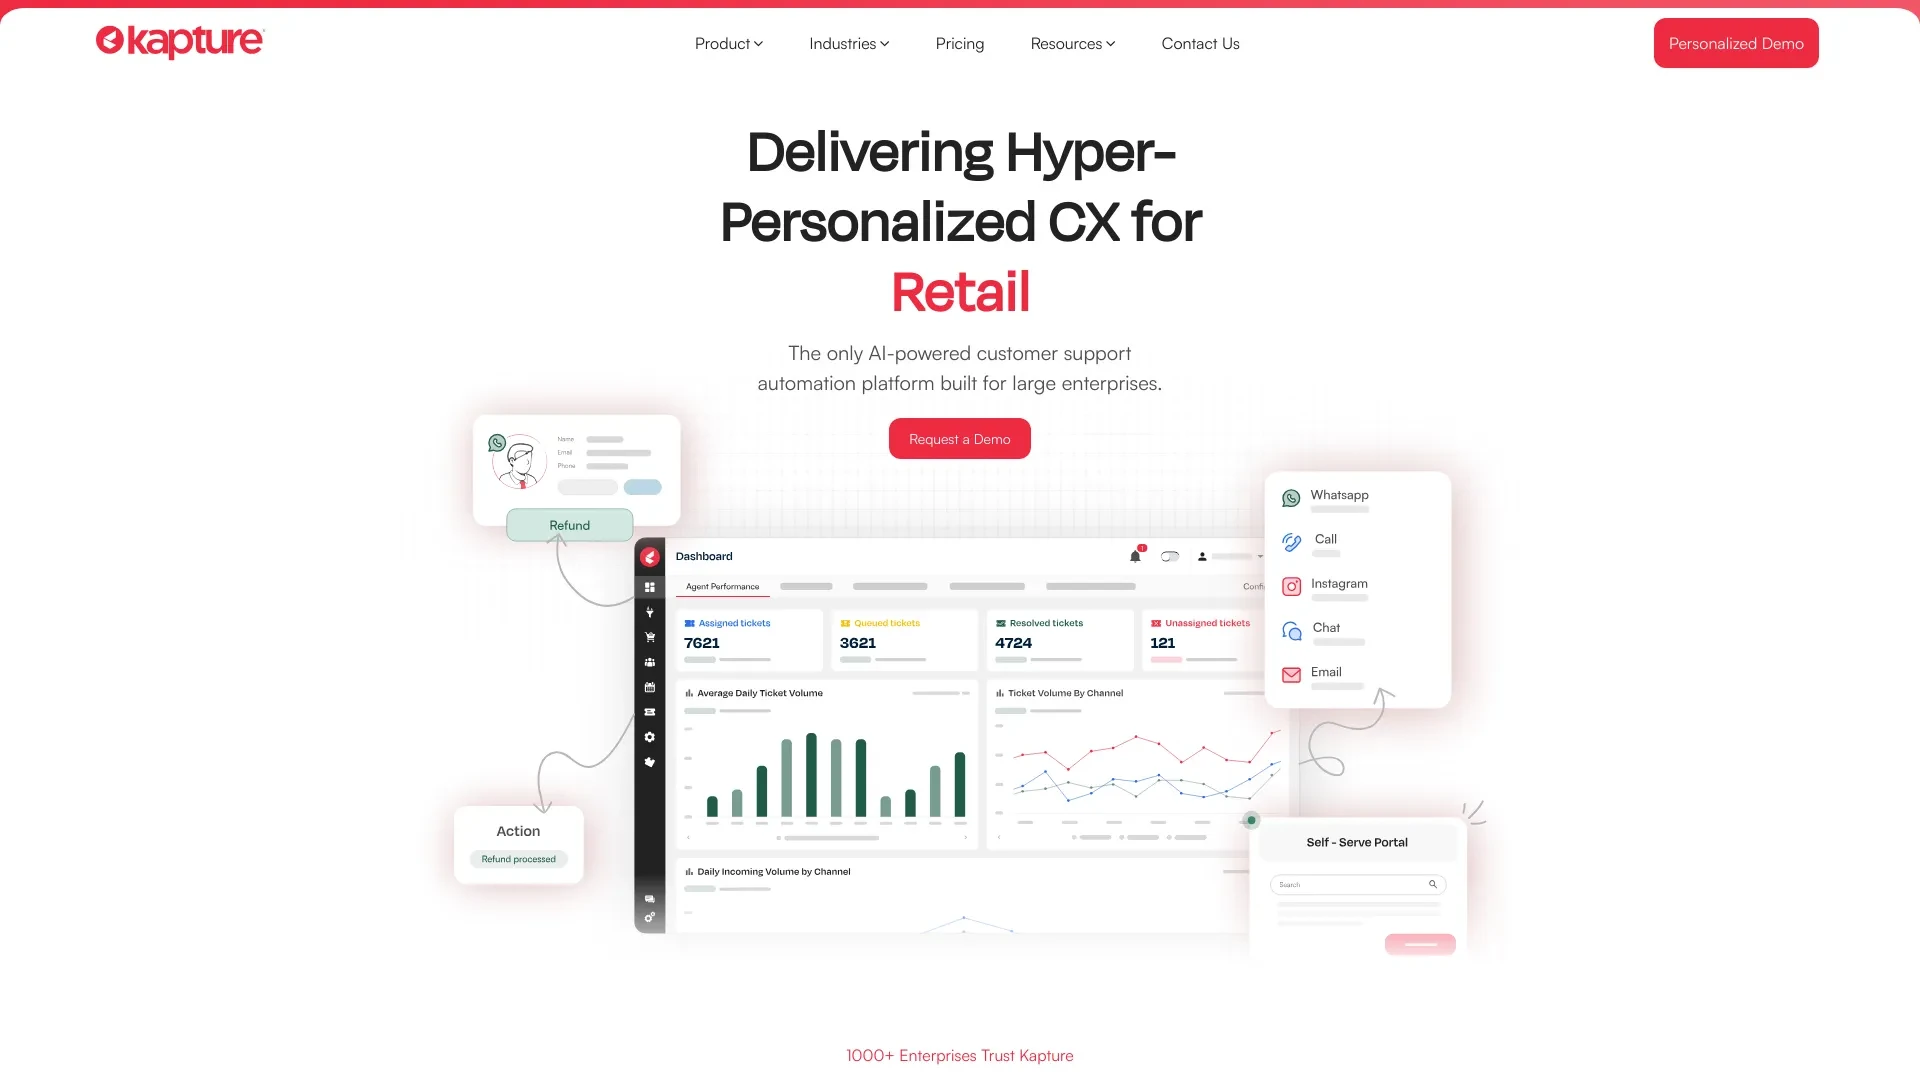 kapture
Product
Industries
Pricing
Resources
Contact Us
Personalized Demo
Delivering Hyper-
Personalized CX for
Retail
The only AI-powered customer support
automation platform built for large enterprises.
Request a Demo
Name
Email
Phone
Refund
Dashboard
1
Agent Performance
Confi
Assigned tickets
7621
Queued tickets
3621
Resolved tickets
4724
Unassigned tickets
121
Average Daily Ticket Volume
Ticket Volume By Channel
Daily Incoming Volume by Channel
Whatsapp
Call
Instagram
Chat
Email
Action
Refund processed
Self - Serve Portal
Search
1000+ Enterprises Trust Kapture